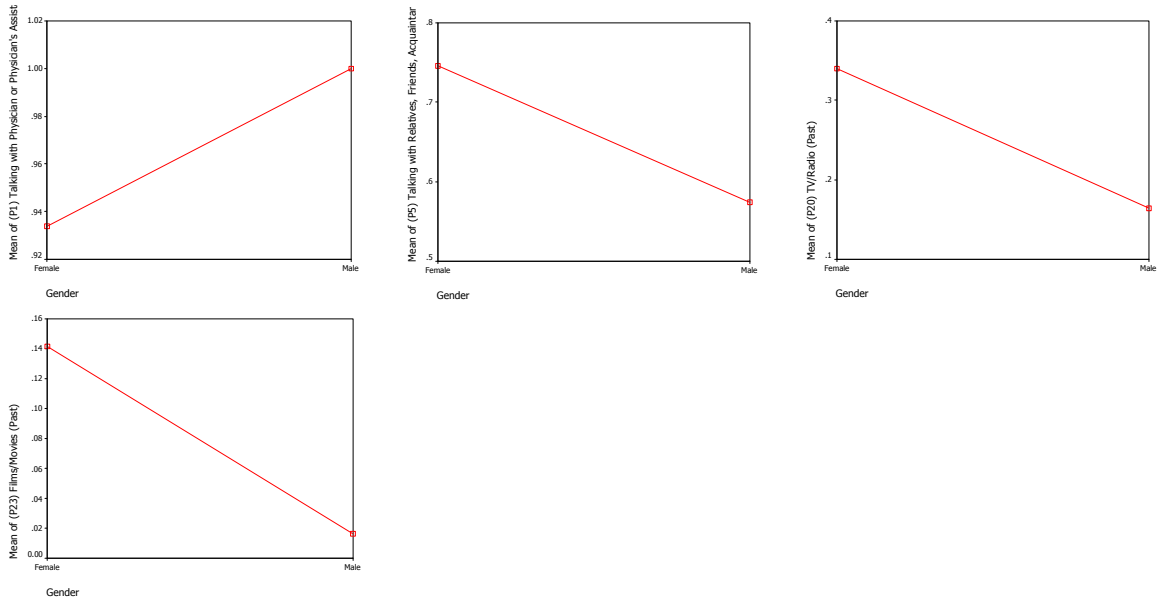 Mean of (P1) Talking with Physician or Physician's Assist
1.02
1.00
.98
.96
.94
.92
Female
Male
Gender
Mean of (P5) Talking with Relatives, Friends, Acquaintar
.8
.7
.6
.5
Female
Male
Gender
Mean of (P20) TV/Radio (Past)
.4
.3
.2
.1
Female
Male
Gender
Mean of (P23) Films/Movies (Past)
.16
.14
.12
.10
.08
.06
.04
.02
0.00
Female
Male
Gender